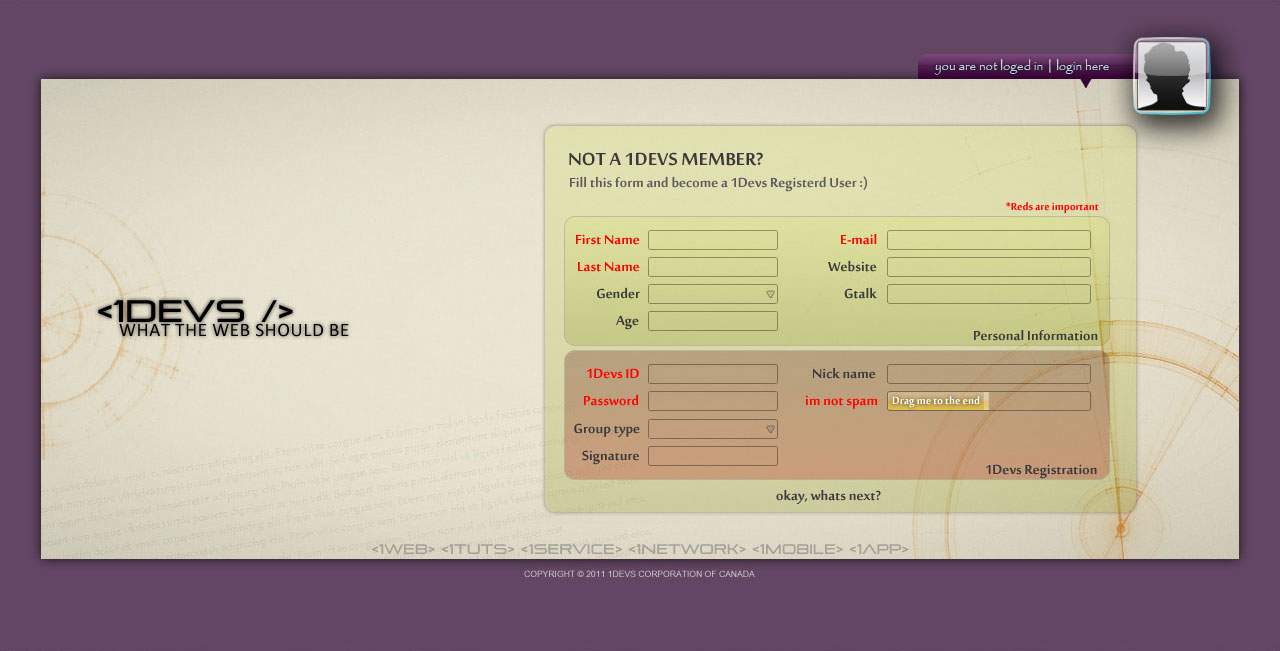 you are not loged in | login here
NOT A 1DEVS MEMBER?
Fill this form and become a 1Devs Registerd User :)
*Reds are important
First Name
E-mail
Last Name
Website
Gender
Gtalk
Age
Personal Information
1Devs ID
Nick name
Password
im not spam
Drag me to the end
Group type
Signature
1Devs Registration
okay, whats next?
<1DEVS />
WHAT THE WEB SHOULD BE
<1WEB> <1TUTS> <1SERVICE> <1NETWORK> <1MOBILE> <1APP>
COPYRIGHT © 2011 1DEVS CORPORATION OF CANADA